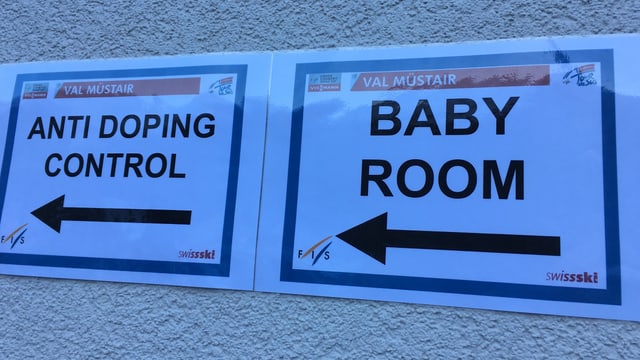 VAL MÜSTAIR
ANTI DOPING
CONTROL
FIS
swissski
VAL MÜSTAIR
BABY
ROOM
FIS
swissski